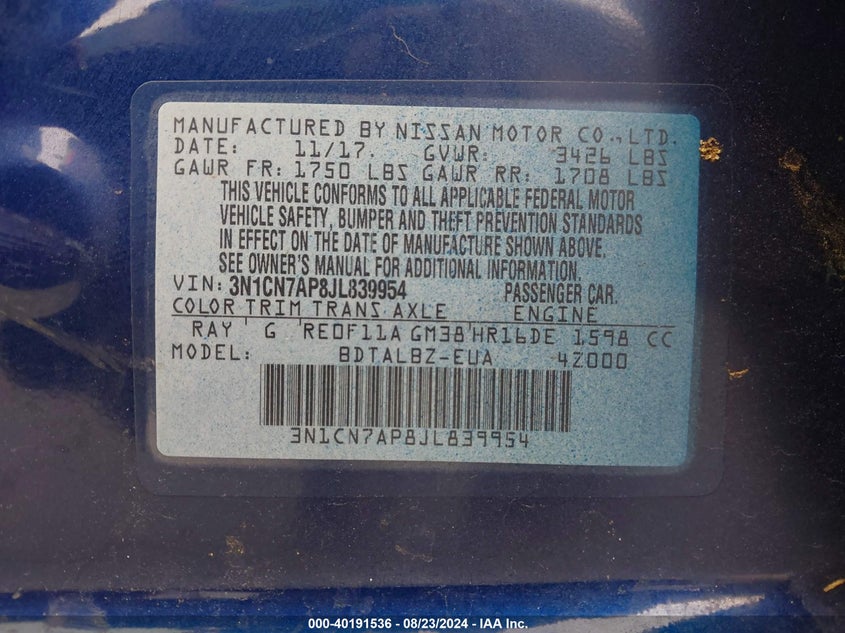 MANUFACTURED BY NISSAN MOTOR CO.,LTD.
DATE: 11/17. GVWR: 3426 LBS
GAWR FR: 1750 LBS GAWR RR: 1708 LBS
THIS VEHICLE CONFORMS TO ALL APPLICABLE FEDERAL MOTOR
VEHICLE SAFETY, BUMPER AND THEFT PREVENTION STANDARDS
IN EFFECT ON THE DATE OF MANUFACTURE SHOWN ABOVE.
SEE OWNER'S MANUAL FOR ADDITIONAL INFORMATION.
VIN: 3N1CN7AP8JL839954 PASSENGER CAR.
COLOR TRIM TRANS AXLE ENGINE
RAY G RE0F11A GM38 HR16DE 1598 CC
MODEL: BDTALBZ-EUA 42000
3N1CN7AP8JL839954
000-40191536 - 08/23/2024 - IAA Inc.